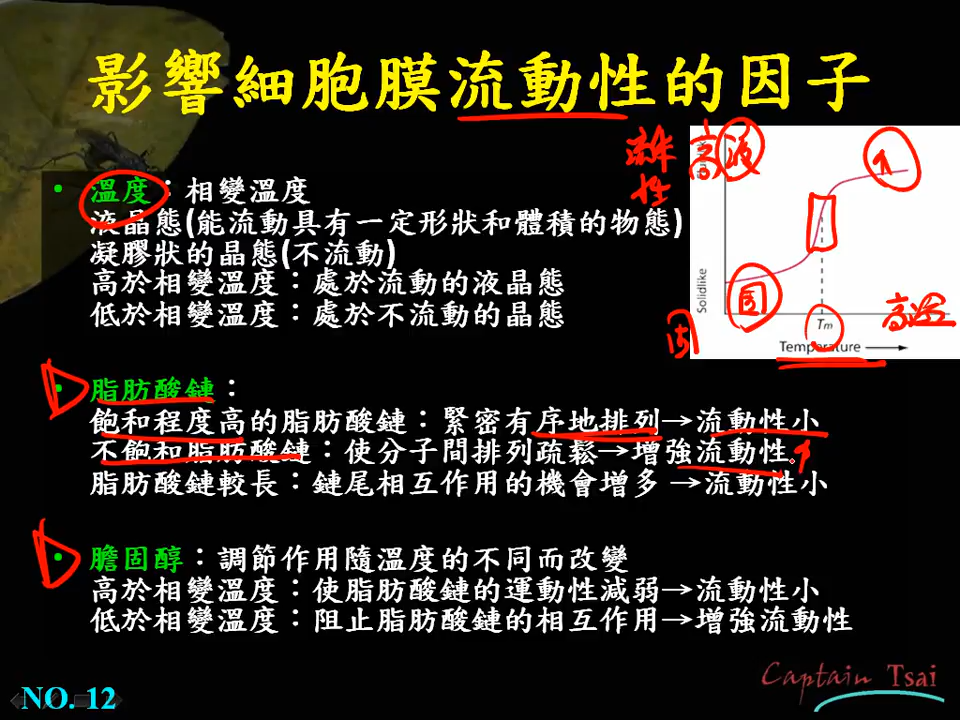 影響細胞膜流動性的因子
• 溫度：相變溫度
液晶態(能流動具有一定形狀和體積的物態)
凝膠狀的晶態(不流動)
高於相變溫度：處於流動的液晶態
低於相變溫度：處於不流動的晶態
高 液
性
固
Solidlike
Tm
高溫
Temperature
• 脂肪酸鏈：
飽和程度高的脂肪酸鏈：緊密有序地排列→流動性小
不飽和脂肪酸鏈：使分子間排列疏鬆→增強流動性。
脂肪酸鏈較長：鏈尾相互作用的機會增多 →流動性小
• 膽固醇：調節作用隨溫度的不同而改變
高於相變溫度：使脂肪酸鏈的運動性減弱→流動性小
低於相變溫度：阻止脂肪酸鏈的相互作用→增強流動性
Captain Tsai
NO. 12